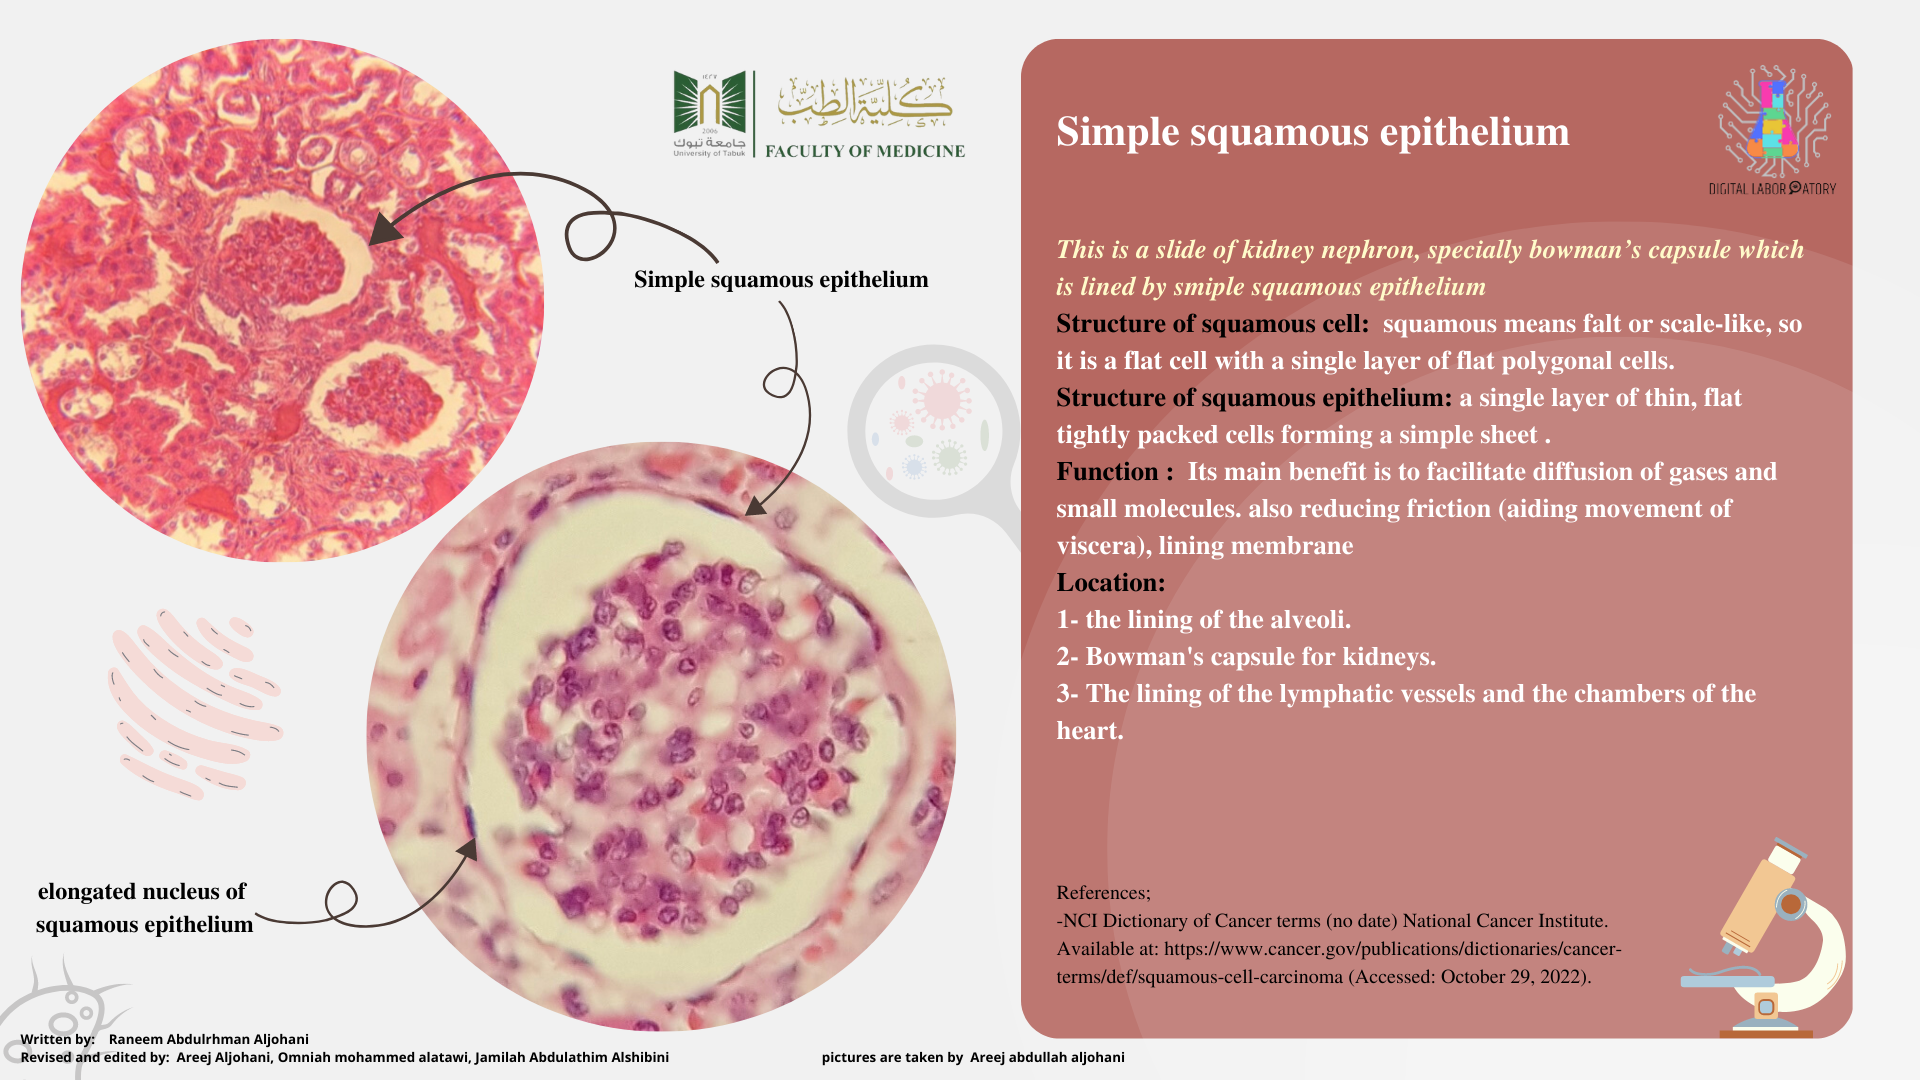 ١٤٢٧
2006
جامعة تبوك
University of Tabuk
كلية الطب
FACULTY OF MEDICINE
Simple squamous epithelium
elongated nucleus of
squamous epithelium
Simple squamous epithelium
DIGITAL LABORATORY
This is a slide of kidney nephron, specially bowman’s capsule which
is lined by smiple squamous epithelium
Structure of squamous cell: squamous means falt or scale-like, so
it is a flat cell with a single layer of flat polygonal cells.
Structure of squamous epithelium: a single layer of thin, flat
tightly packed cells forming a simple sheet .
Function : Its main benefit is to facilitate diffusion of gases and
small molecules. also reducing friction (aiding movement of
viscera), lining membrane
Location:
1- the lining of the alveoli.
2- Bowman's capsule for kidneys.
3- The lining of the lymphatic vessels and the chambers of the
heart.
References;
-NCI Dictionary of Cancer terms (no date) National Cancer Institute.
Available at: https://www.cancer.gov/publications/dictionaries/cancer-
terms/def/squamous-cell-carcinoma (Accessed: October 29, 2022).
Written by: Raneem Abdulrhman Aljohani
Revised and edited by: Areej Aljohani, Omniah mohammed alatawi, Jamilah Abdulathim Alshibini
pictures are taken by Areej abdullah aljohani